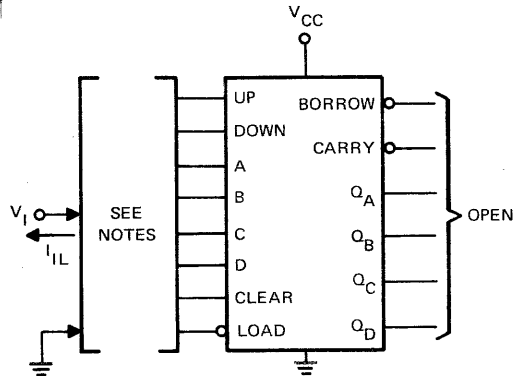 VCC
UP
DOWN
A
B
C
D
CLEAR
LOAD
BORROW
CARRY
QA
QB
QC
QD
VI
IIL
SEE
NOTES
OPEN